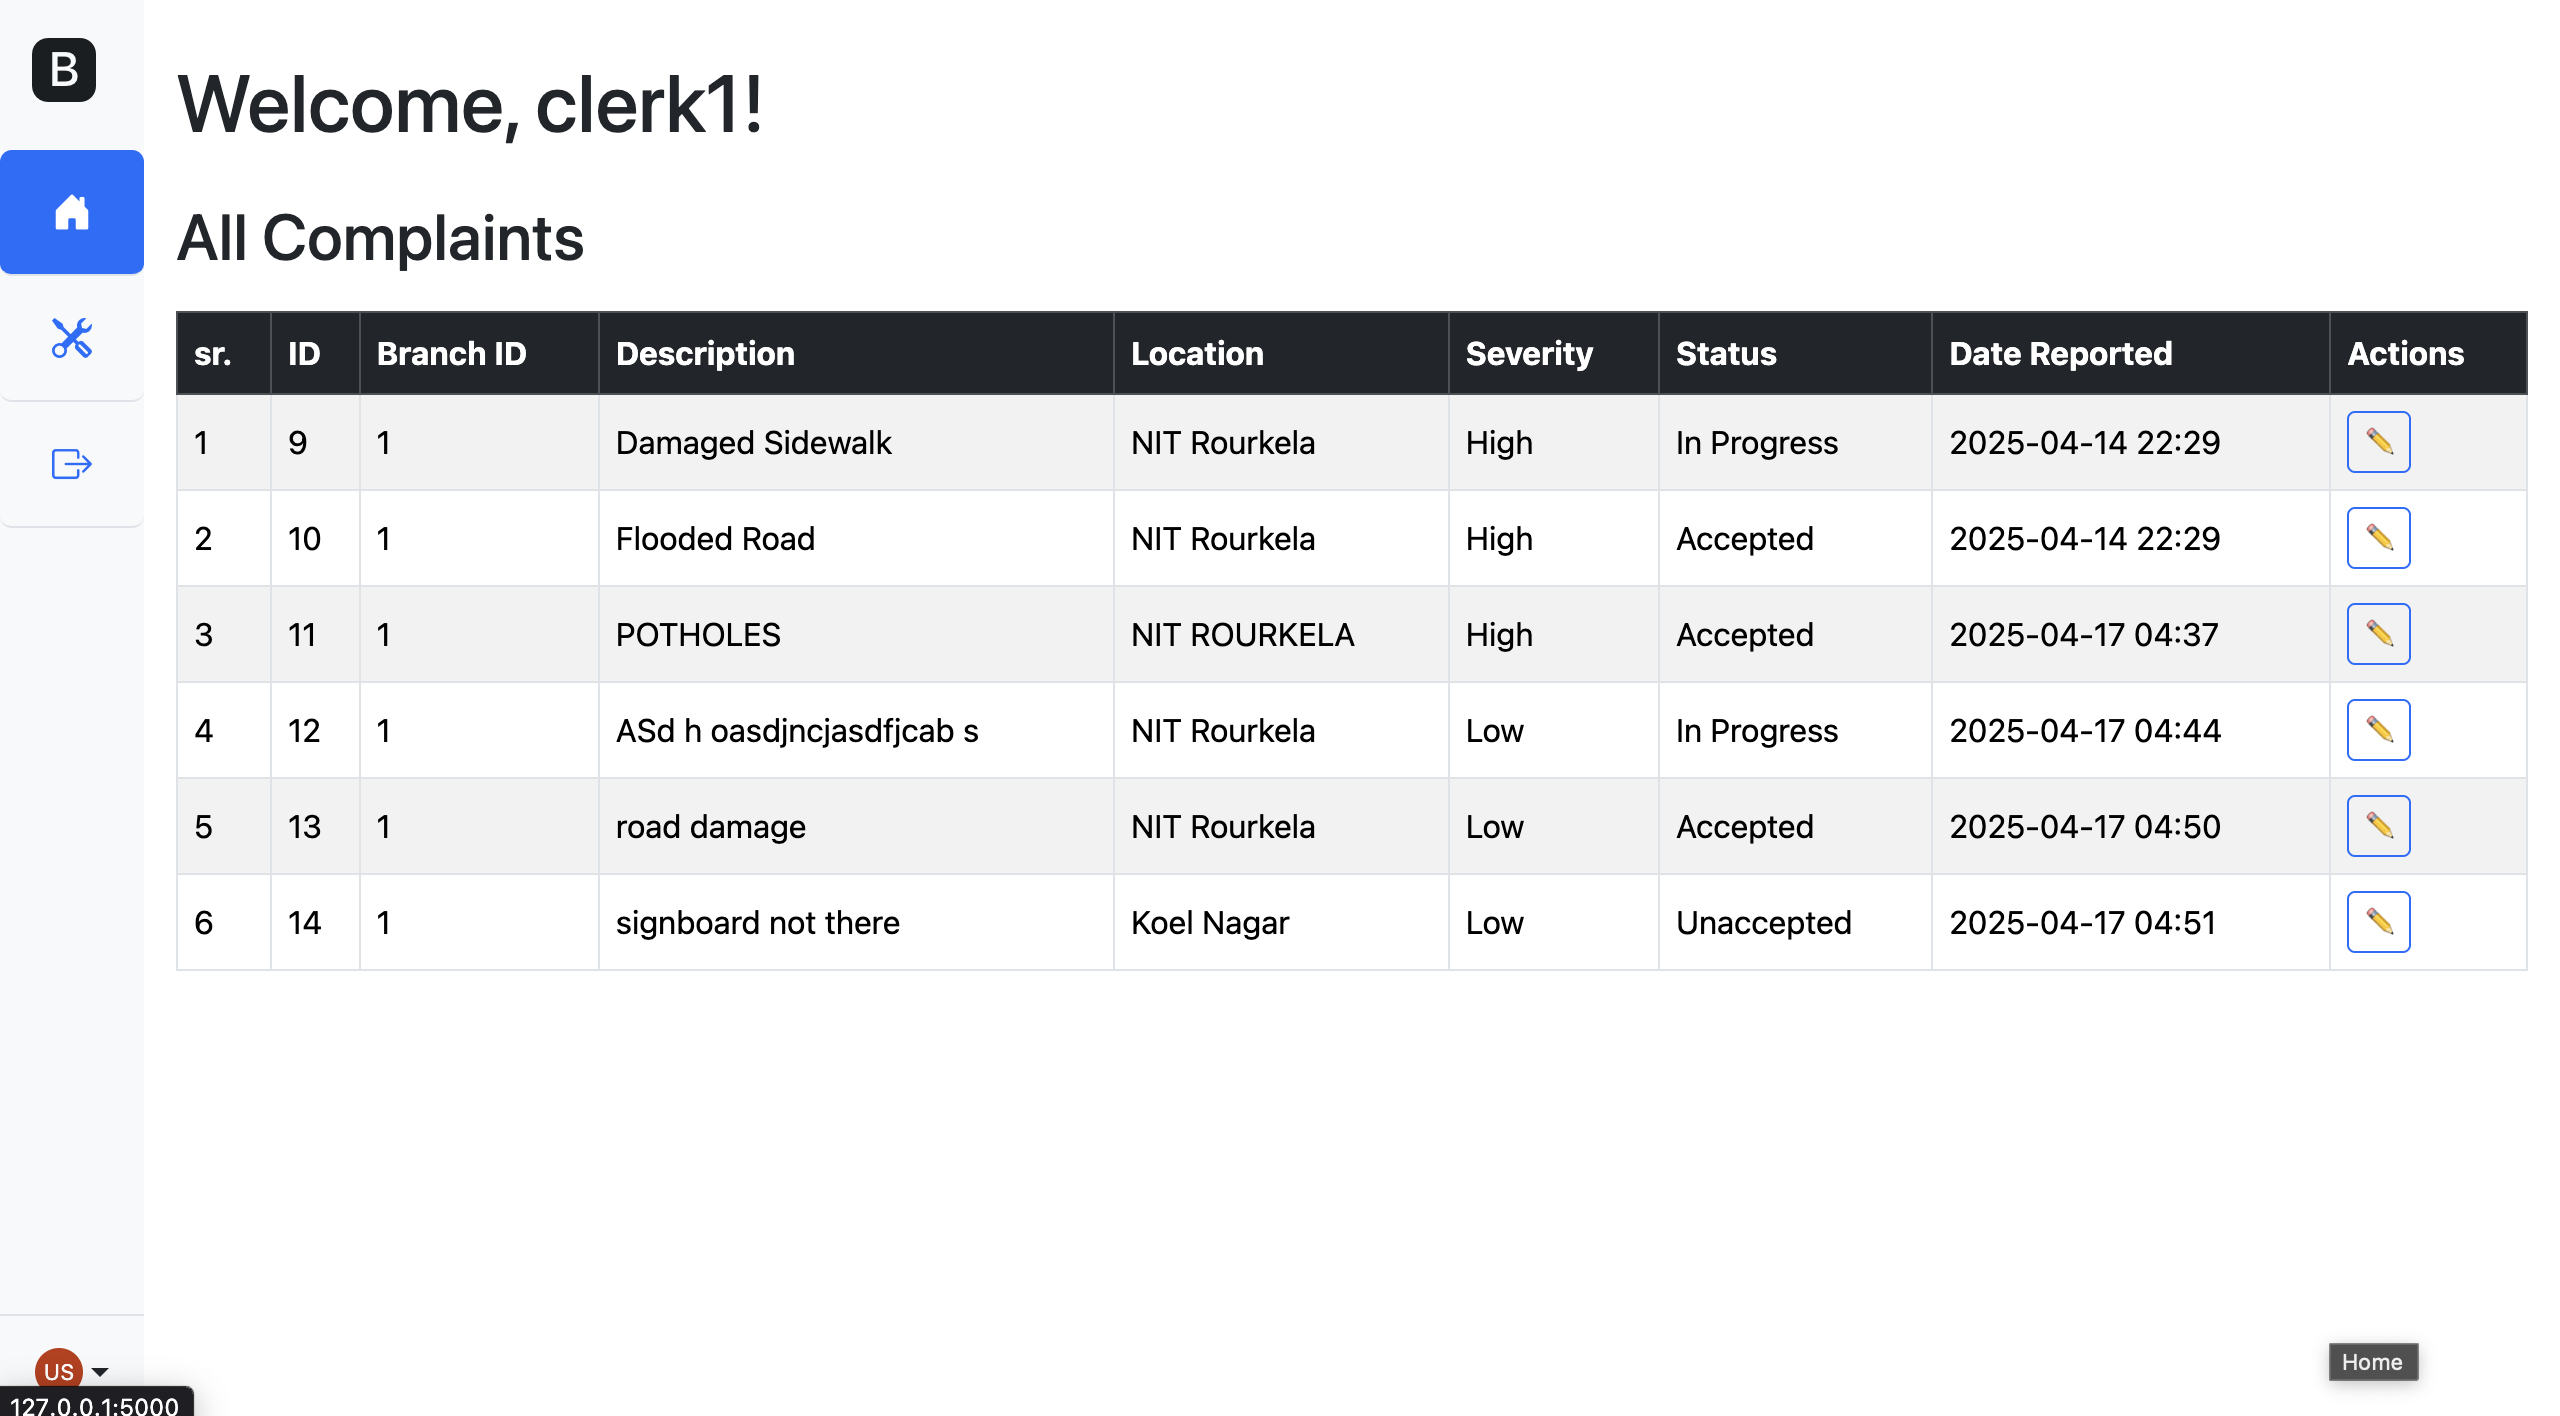 B
Welcome, clerk1!
All Complaints
sr. ID Branch ID Description Location Severity Status Date Reported Actions
1 9 1 Damaged Sidewalk NIT Rourkela High In Progress 2025-04-14 22:29
2 10 1 Flooded Road NIT Rourkela High Accepted 2025-04-14 22:29
3 11 1 POTHOLES NIT ROURKELA High Accepted 2025-04-17 04:37
4 12 1 ASd h oasdjncjasdfjcab s NIT Rourkela Low In Progress 2025-04-17 04:44
5 13 1 road damage NIT Rourkela Low Accepted 2025-04-17 04:50
6 14 1 signboard not there Koel Nagar Low Unaccepted 2025-04-17 04:51
Home
US
127.0.0.1:5000